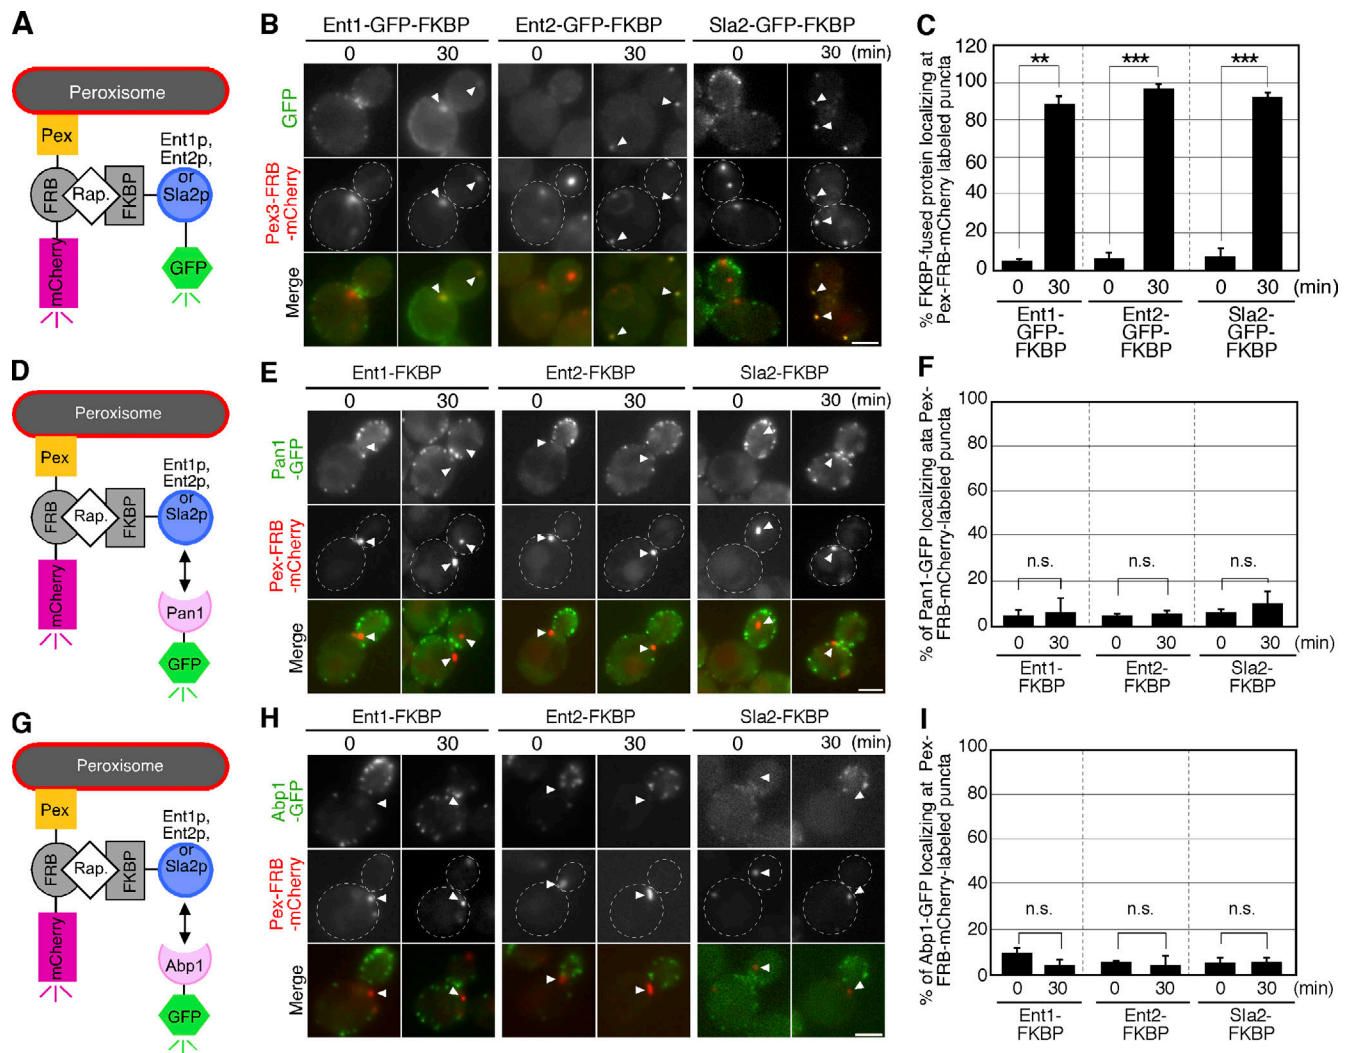 A
Peroxisome
Pex
FRB
Rap.
FKBP
Ent1p,
Ent2p,
or
Sla2p
mCherry
GFP
B
Ent1-GFP-FKBP
Ent2-GFP-FKBP
Sla2-GFP-FKBP
0
30
0
30
0
30
(min)
GFP
Pex3-FRB
-mCherry
Merge
C
% FKBP-fused protein localizing at
Pex-FRB-mCherry labeled puncta
120
100
80
60
40
20
0
**
***
***
0
30
0
30
0
30
(min)
Ent1-
GFP-
FKBP
Ent2-
GFP-
FKBP
Sla2-
GFP-
FKBP
D
Peroxisome
Pex
FRB
Rap.
FKBP
Ent1p,
Ent2p,
or
Sla2p
mCherry
Pan1
GFP
E
Ent1-FKBP
Ent2-FKBP
Sla2-FKBP
0
30
0
30
0
30
(min)
Pan1
-GFP
Pex-FRB
-mCherry
Merge
F
% of Pan1-GFP localizing ata Pex-
FRB-mCherry-labeled puncta
100
80
60
40
20
0
n.s.
n.s.
n.s.
0
30
0
30
0
30
(min)
Ent1-
FKBP
Ent2-
FKBP
Sla2-
FKBP
G
Peroxisome
Pex
FRB
Rap.
FKBP
Ent1p,
Ent2p,
or
Sla2p
mCherry
Abp1
GFP
H
Ent1-FKBP
Ent2-FKBP
Sla2-FKBP
0
30
0
30
0
30
(min)
Abp1
-GFP
Pex-FRB
-mCherry
Merge
I
% of Abp1-GFP localizing at Pex-
FRB-mCherry-labeled puncta
100
80
60
40
20
0
n.s.
n.s.
n.s.
0
30
0
30
0
30
(min)
Ent1-
FKBP
Ent2-
FKBP
Sla2-
FKBP